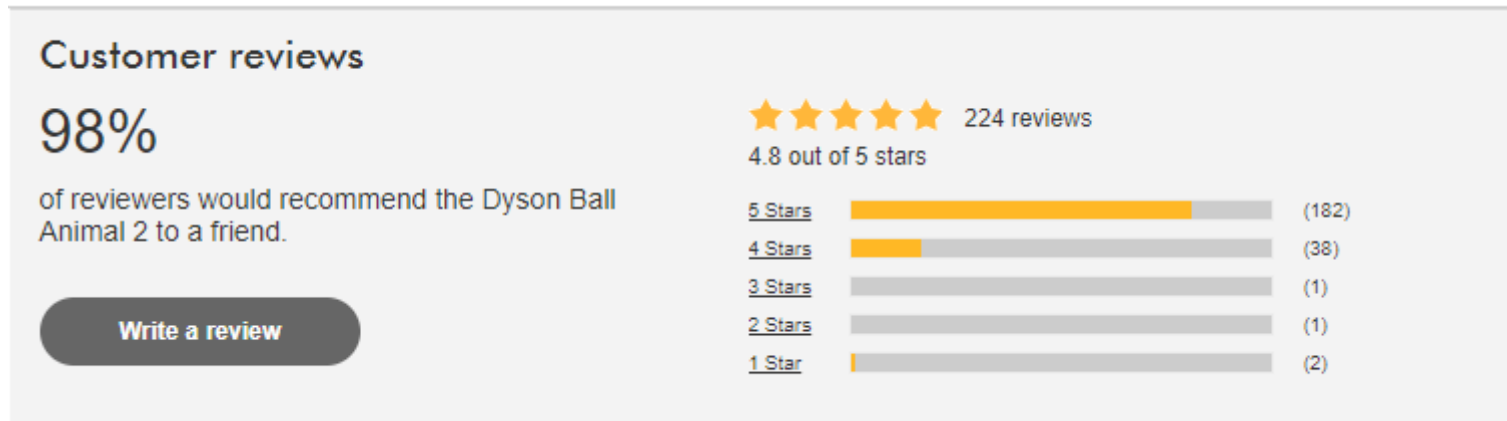 Customer reviews
98%
of reviewers would recommend the Dyson Ball
Animal 2 to a friend.
Write a review
224 reviews
4.8 out of 5 stars
5 Stars (182)
4 Stars (38)
3 Stars (1)
2 Stars (1)
1 Star (2)